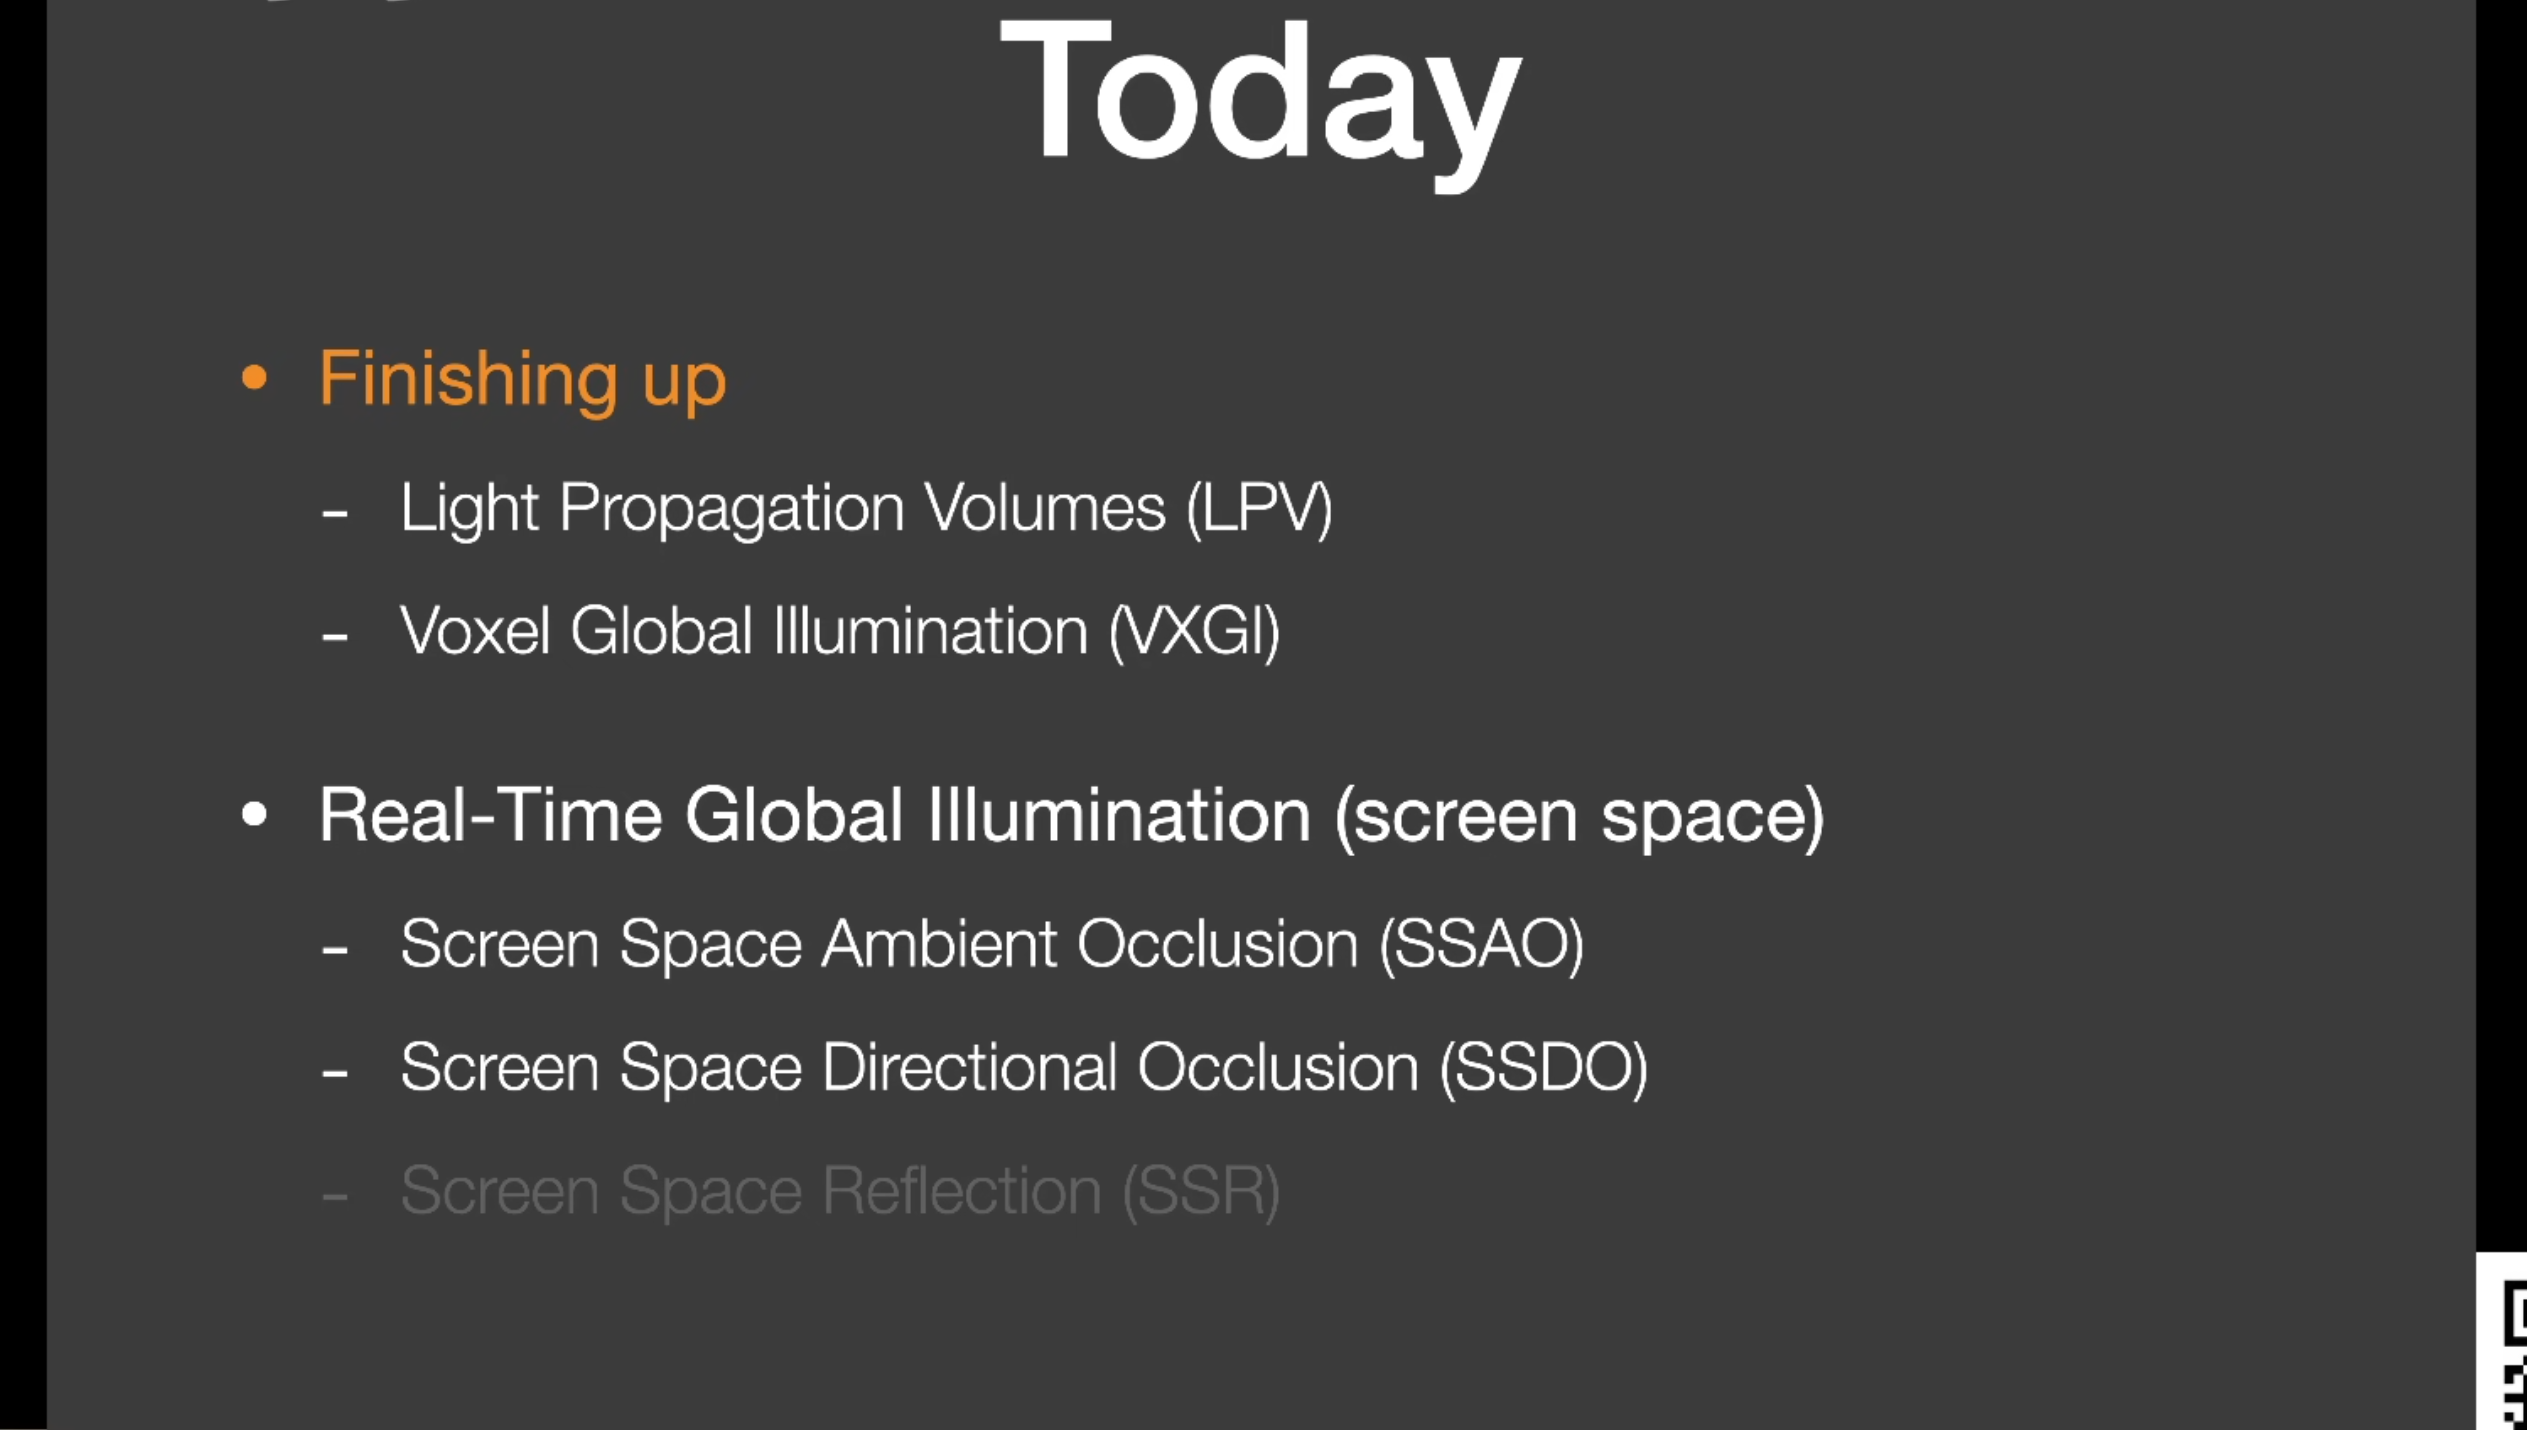 Today
• Finishing up
- Light Propagation Volumes (LPV)
- Voxel Global Illumination (VXGI)
• Real-Time Global Illumination (screen space)
- Screen Space Ambient Occlusion (SSAO)
- Screen Space Directional Occlusion (SSDO)
- Screen Space Reflection (SSR)